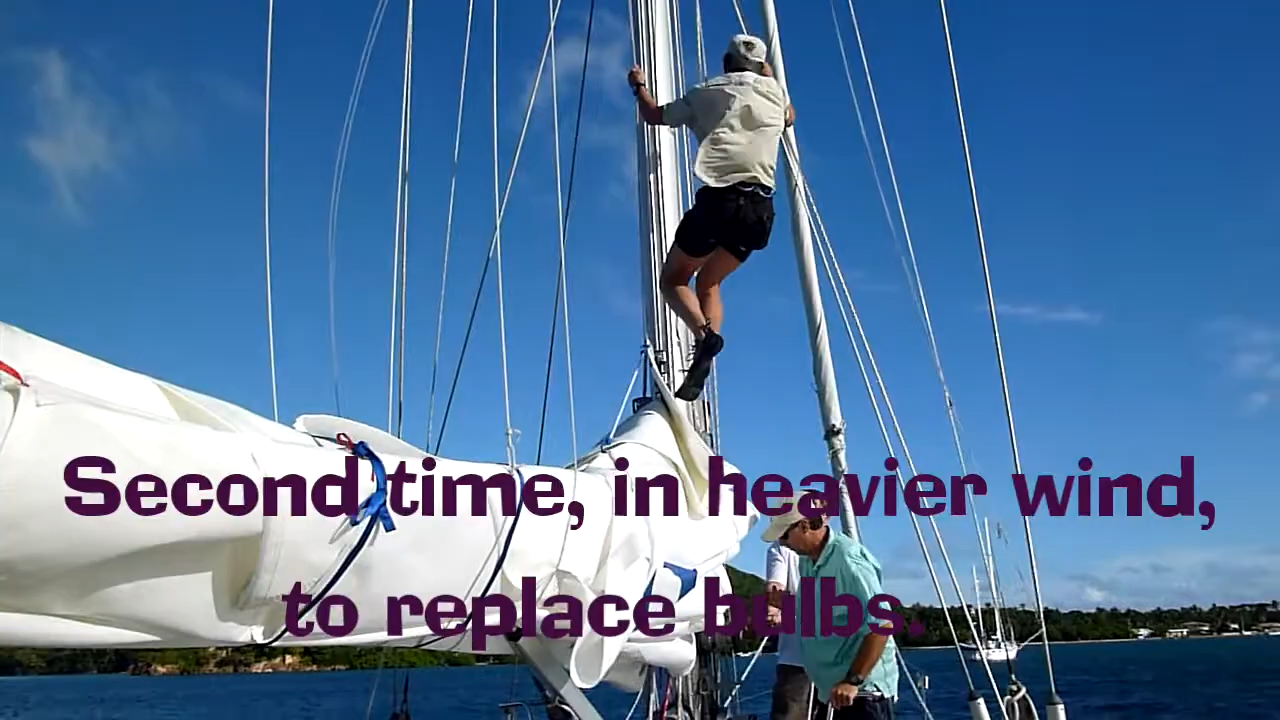 Second time, in heavier wind,
to replace bulbs.